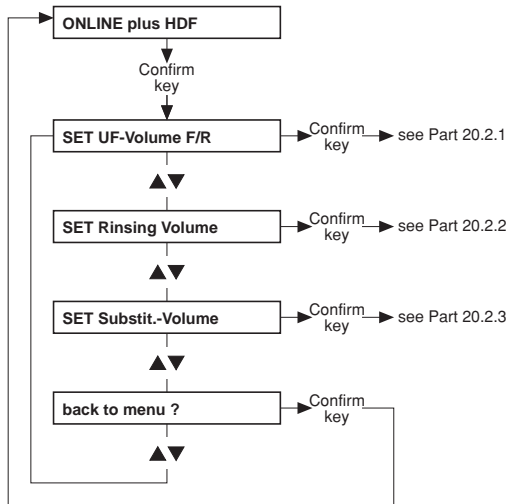 ONLINE plus HDF
Confirm
key
SET UF-Volume F/R
Confirm
key
see Part 20.2.1
▲▼
SET Rinsing Volume
Confirm
key
see Part 20.2.2
▲▼
SET Substit.-Volume
Confirm
key
see Part 20.2.3
▲▼
back to menu ?
Confirm
key
▲▼